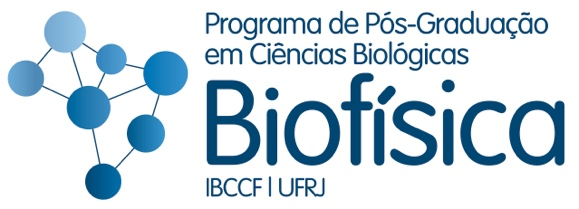 Programa de Pós-Graduação
em Ciências Biológicas
Biofísica
IBCCF | UFRJ